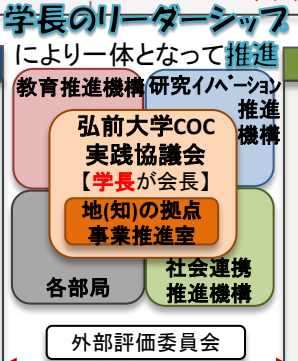 学長のリーダーシップ
により一体となって推進
教育推進機構
研究イノベーション
推進
機構
弘前大学COC
実践協議会
【学長が会長】
地(知)の拠点
事業推進室
各部局
社会連携
推進機構
外部評価委員会